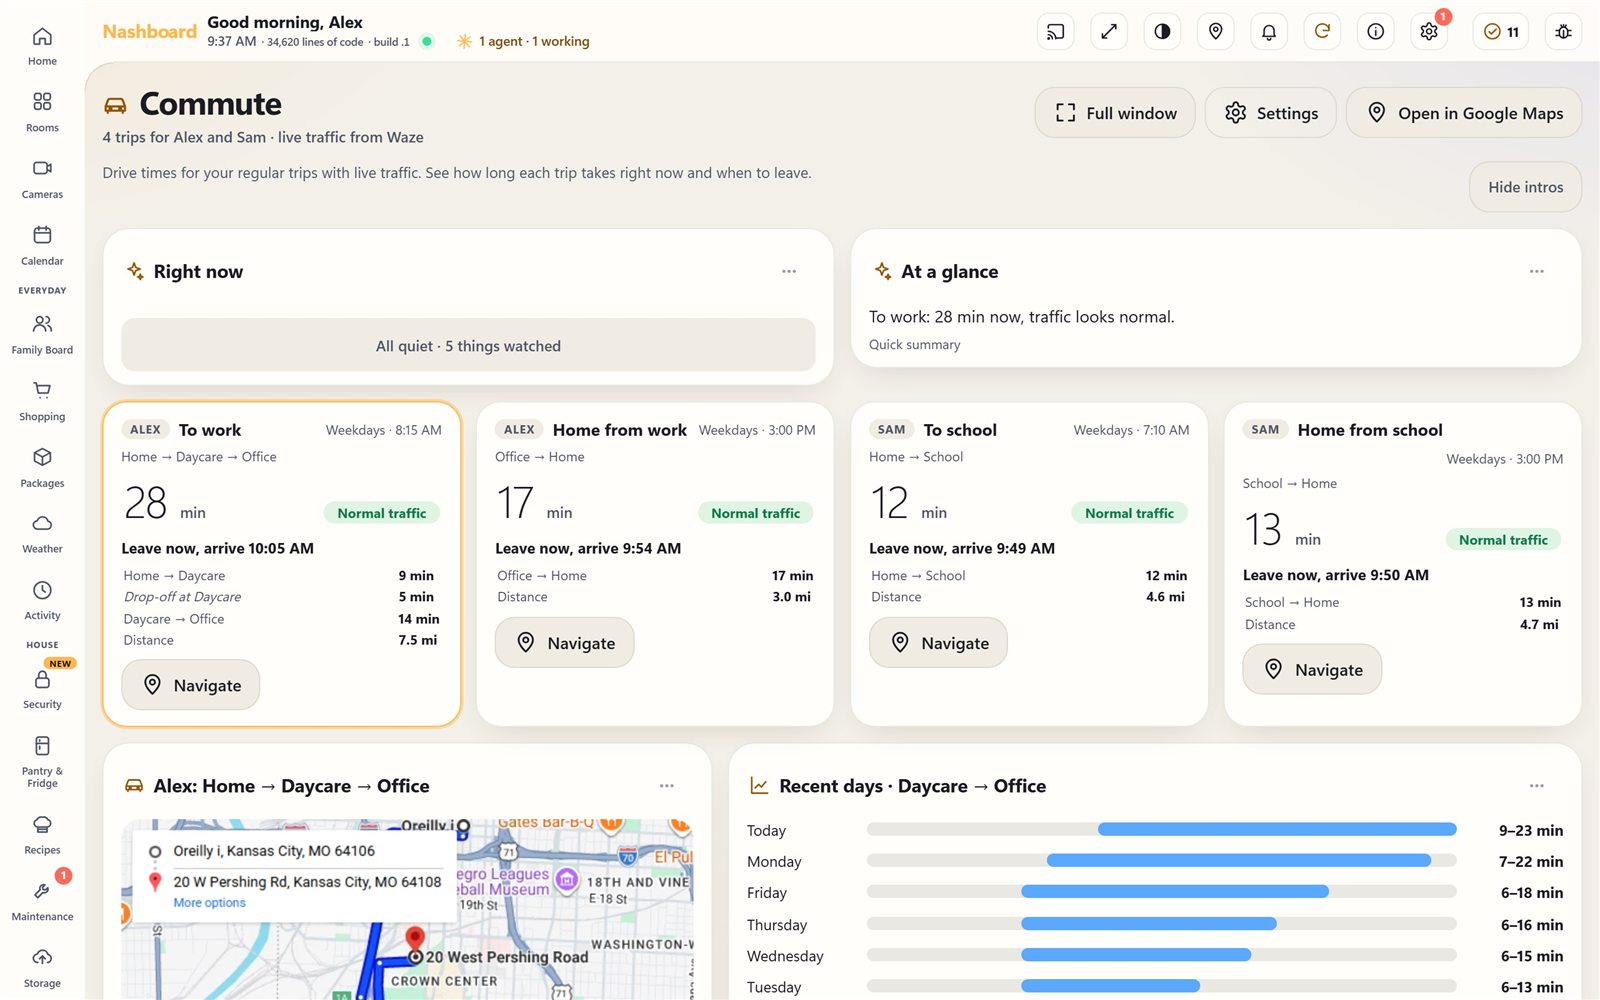 Nashboard
Good morning, Alex
9:37 AM · 34,620 lines of code · build .1
1 agent · 1 working
1
11
Home
Rooms
Cameras
Calendar
EVERYDAY
Family Board
Shopping
Packages
Weather
Activity
HOUSE
NEW
Security
Pantry &
Fridge
Recipes
1
Maintenance
Storage
Commute
4 trips for Alex and Sam · live traffic from Waze
Drive times for your regular trips with live traffic. See how long each trip takes right now and when to leave.
Full window
Settings
Open in Google Maps
Hide intros
Right now
All quiet · 5 things watched
At a glance
To work: 28 min now, traffic looks normal.
Quick summary
ALEX To work Weekdays · 8:15 AM
Home → Daycare → Office
28 min Normal traffic
Leave now, arrive 10:05 AM
Home → Daycare 9 min
Drop-off at Daycare 5 min
Daycare → Office 14 min
Distance 7.5 mi
Navigate
ALEX Home from work Weekdays · 3:00 PM
Office → Home
17 min Normal traffic
Leave now, arrive 9:54 AM
Office → Home 17 min
Distance 3.0 mi
Navigate
SAM To school Weekdays · 7:10 AM
Home → School
12 min Normal traffic
Leave now, arrive 9:49 AM
Home → School 12 min
Distance 4.6 mi
Navigate
SAM Home from school
Weekdays · 3:00 PM
School → Home
13 min Normal traffic
Leave now, arrive 9:50 AM
School → Home 13 min
Distance 4.7 mi
Navigate
Alex: Home → Daycare → Office
Oreilly i
Gates Bar-B-Q
Oreilly i, Kansas City, MO 64106
20 W Pershing Rd, Kansas City, MO 64108
More options
71
70
El Pul
egro Leagues
eball Museum
18TH AND VINE
19th St
E 18 St
St
WASHINGTON-W
20 West Pershing Road
CROWN CENTER
71
Recent days · Daycare → Office
Today 9–23 min
Monday 7–22 min
Friday 6–18 min
Thursday 6–16 min
Wednesday 6–15 min
Tuesday 6–13 min